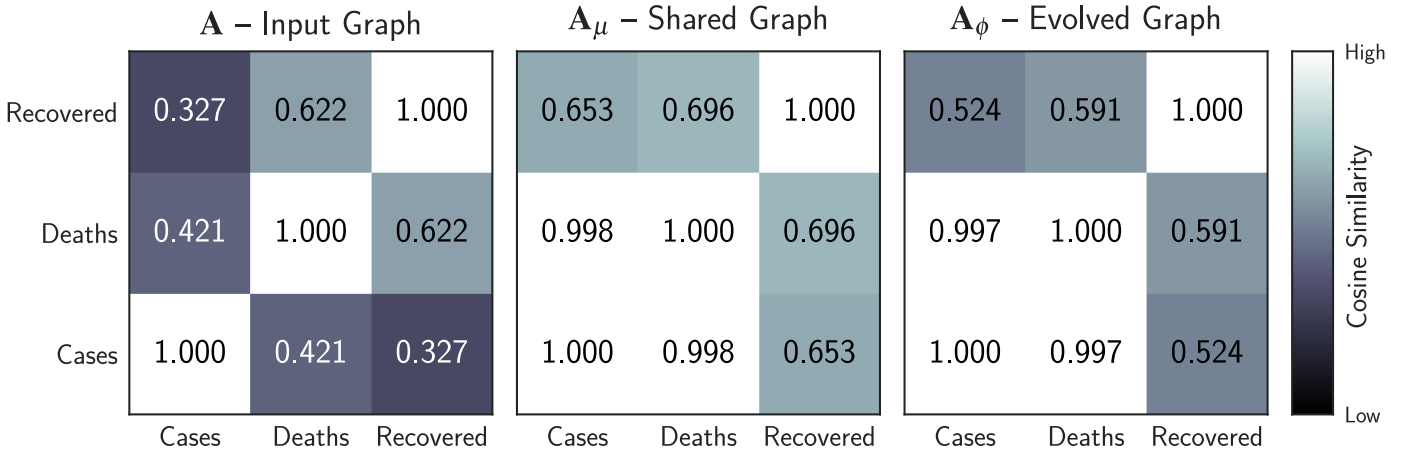 A – Input Graph
A_μ – Shared Graph
A_ϕ – Evolved Graph
High
Recovered
0.327 0.622 1.000
0.653 0.696 1.000
0.524 0.591 1.000
Deaths
0.421 1.000 0.622
0.998 1.000 0.696
0.997 1.000 0.591
Cosine Similarity
Cases
1.000 0.421 0.327
1.000 0.998 0.653
1.000 0.997 0.524
Low
Cases Deaths Recovered
Cases Deaths Recovered
Cases Deaths Recovered